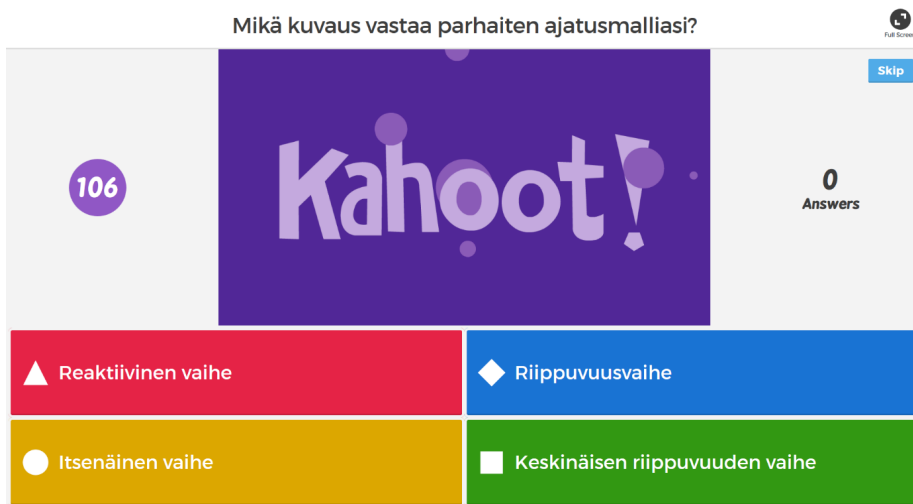 Mikä kuvaus vastaa parhaiten ajatusmalliasi?
Full Screen
Skip
106
Kahoot!
0
Answers
Reaktiivinen vaihe
Riippuvuusvaihe
Itsenäinen vaihe
Keskinäisen riippuvuuden vaihe